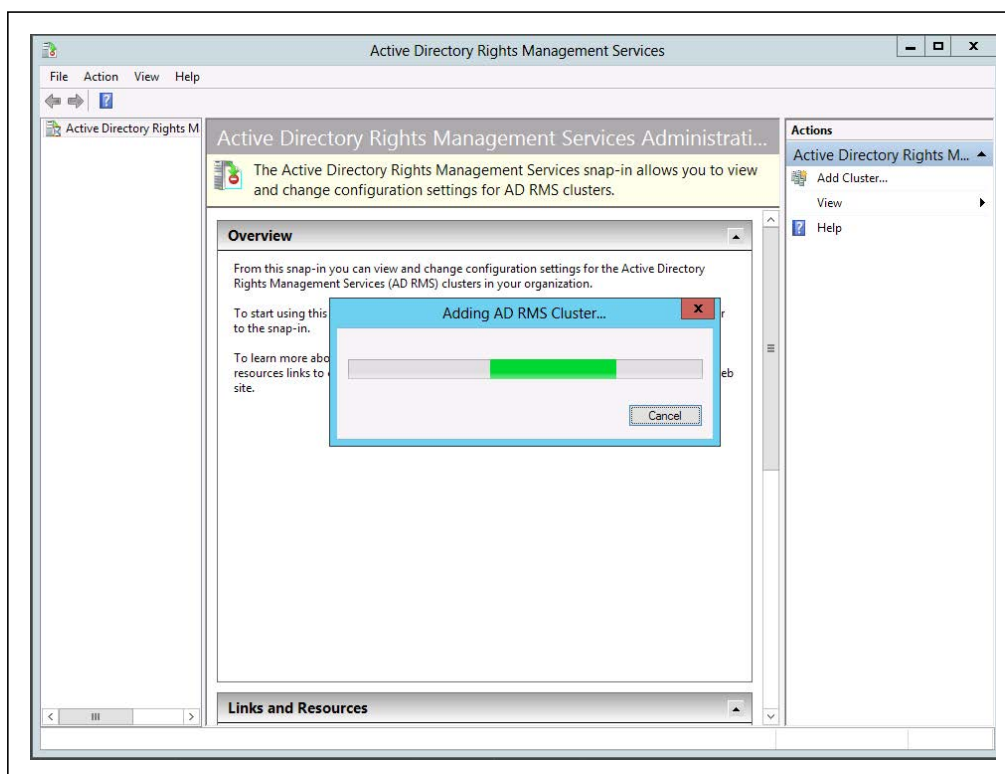 Active Directory Rights Management Services
File Action View Help
Active Directory Rights M
Active Directory Rights Management Services Administrati...
The Active Directory Rights Management Services snap-in allows you to view
and change configuration settings for AD RMS clusters.
Overview
From this snap-in you can view and change configuration settings for the Active Directory
Rights Management Services (AD RMS) clusters in your organization.
To start using this
r
to the snap-in.
To learn more abo
resources links to
eb
site.
Adding AD RMS Cluster...
Cancel
Links and Resources
Actions
Active Directory Rights M...
Add Cluster...
View
Help